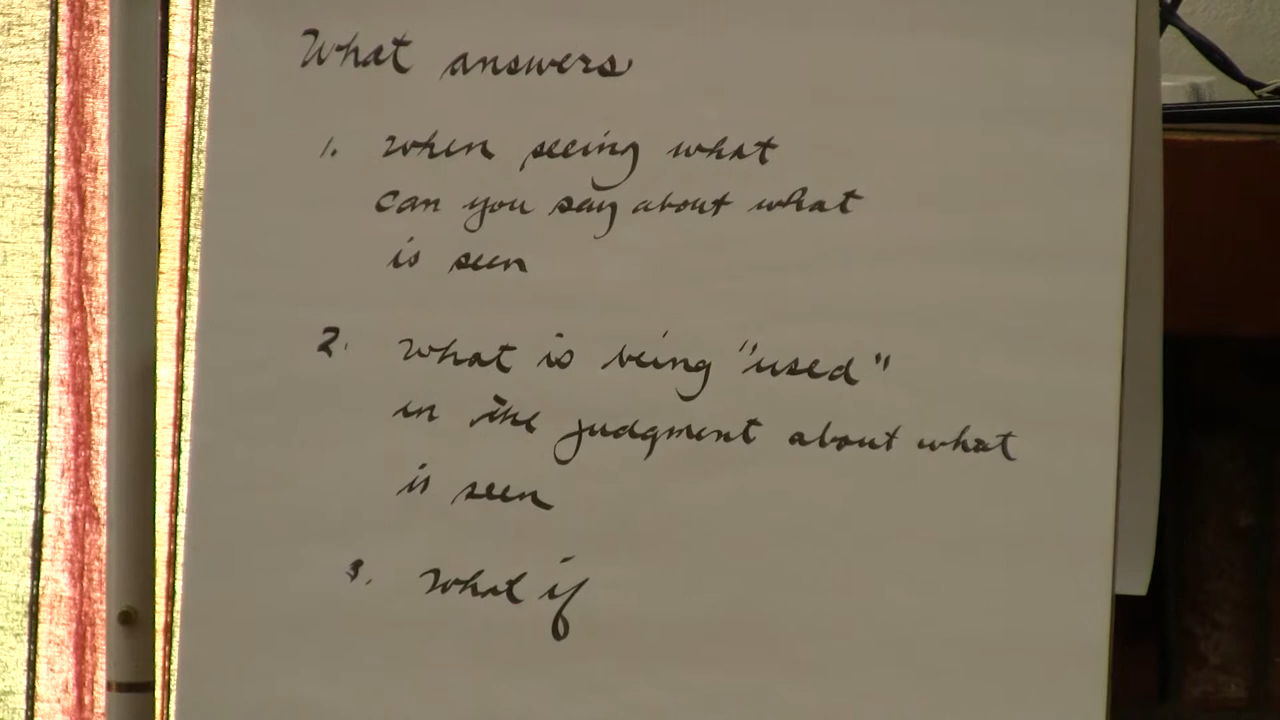 What answers
1. When seeing what
can you say about what
is seen
2. What is being "used"
in the judgment about what
is seen
3. What if